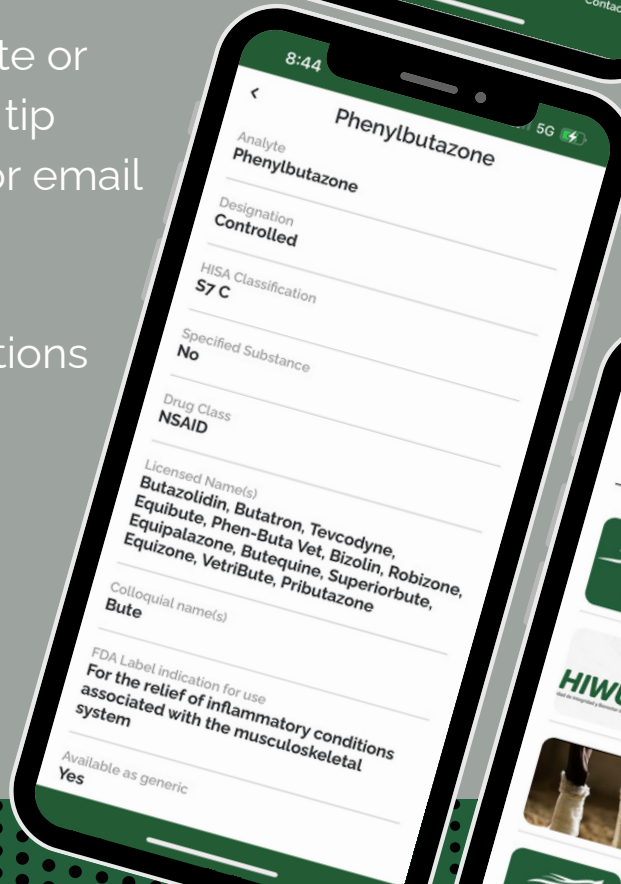 te or
tip
or email
tions
Contac
8:44
5G
Phenylbutazone
Analyte
Phenylbutazone
Designation
Controlled
HISA Classification
S7 C
Specified Substance
No
Drug Class
NSAID
Licensed Name(s)
Butazolidin, Butatron, Tevcodyne,
Equibute, Phen-Buta Vet, Bizolin, Robizone,
Equipalazone, Butequine, Superiorbute,
Equizone, VetriBute, Pributazone
Colloquial name(s)
Bute
FDA Label indication for use
For the relief of inflammatory conditions
associated with the musculoskeletal
system
Available as generic
Yes
HIWU